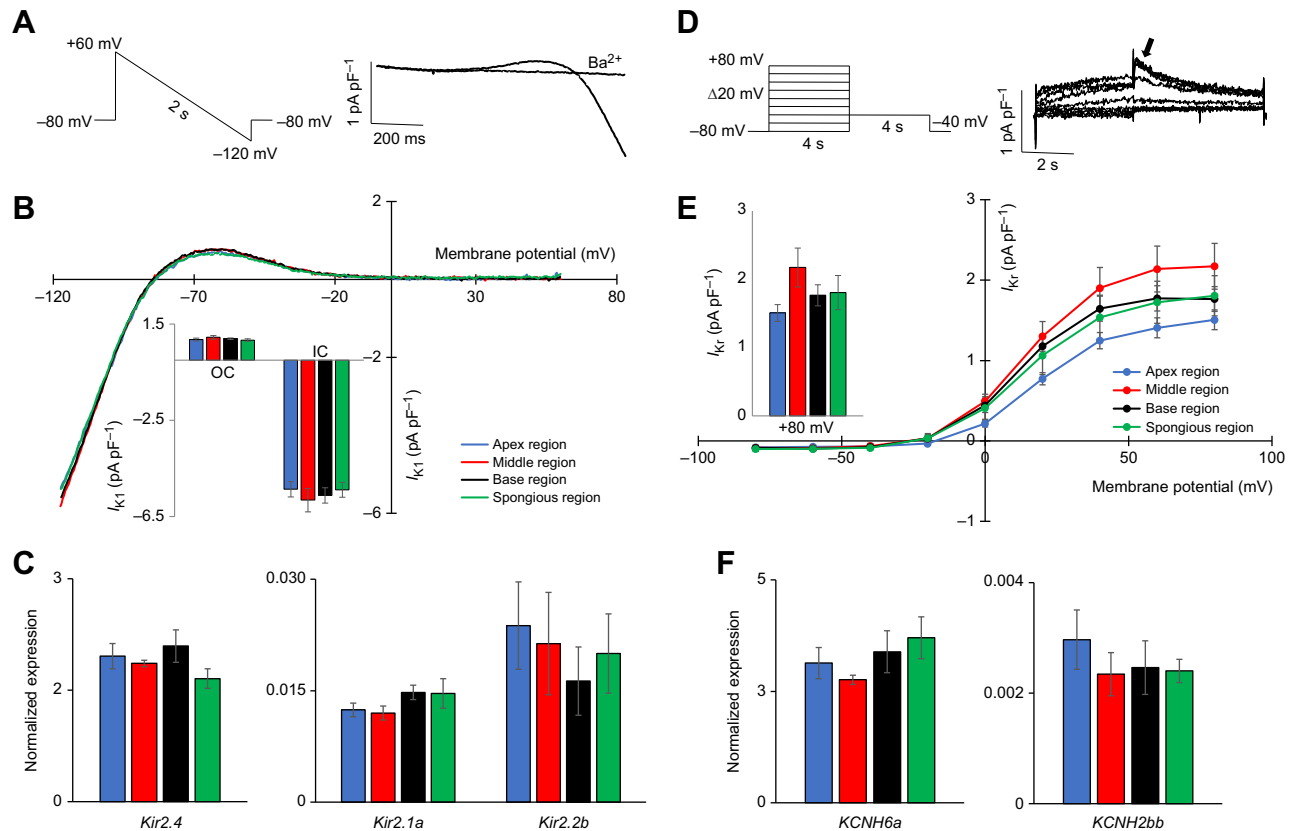 A
+60 mV
2 s
–80 mV
–80 mV
–120 mV
1 pA pF–1
200 ms
Ba2+
B
2
Membrane potential (mV)
–120
–70
–20
30
80
1.5
IC
–2
OC
–2.5
IK1 (pA pF–1)
IK1 (pA pF–1)
Apex region
Middle region
Base region
Spongious region
–6.5
–6
C
Normalized expression
3
2
0
Kir2.4
0.030
0.015
0
Kir2.1a
Kir2.2b
D
+80 mV
Δ20 mV
–80 mV
–40 mV
4 s
4 s
1 pA pF–1
2 s
E
3
IKr (pA pF–1)
3
2
IKr (pA pF–1)
2
1
1
0
+80 mV
Apex region
Middle region
Base region
Spongious region
0
–100
–50
0
50
100
Membrane potential (mV)
–1
F
Normalized expression
5
3
0
KCNH6a
0.004
0.002
0
KCNH2bb